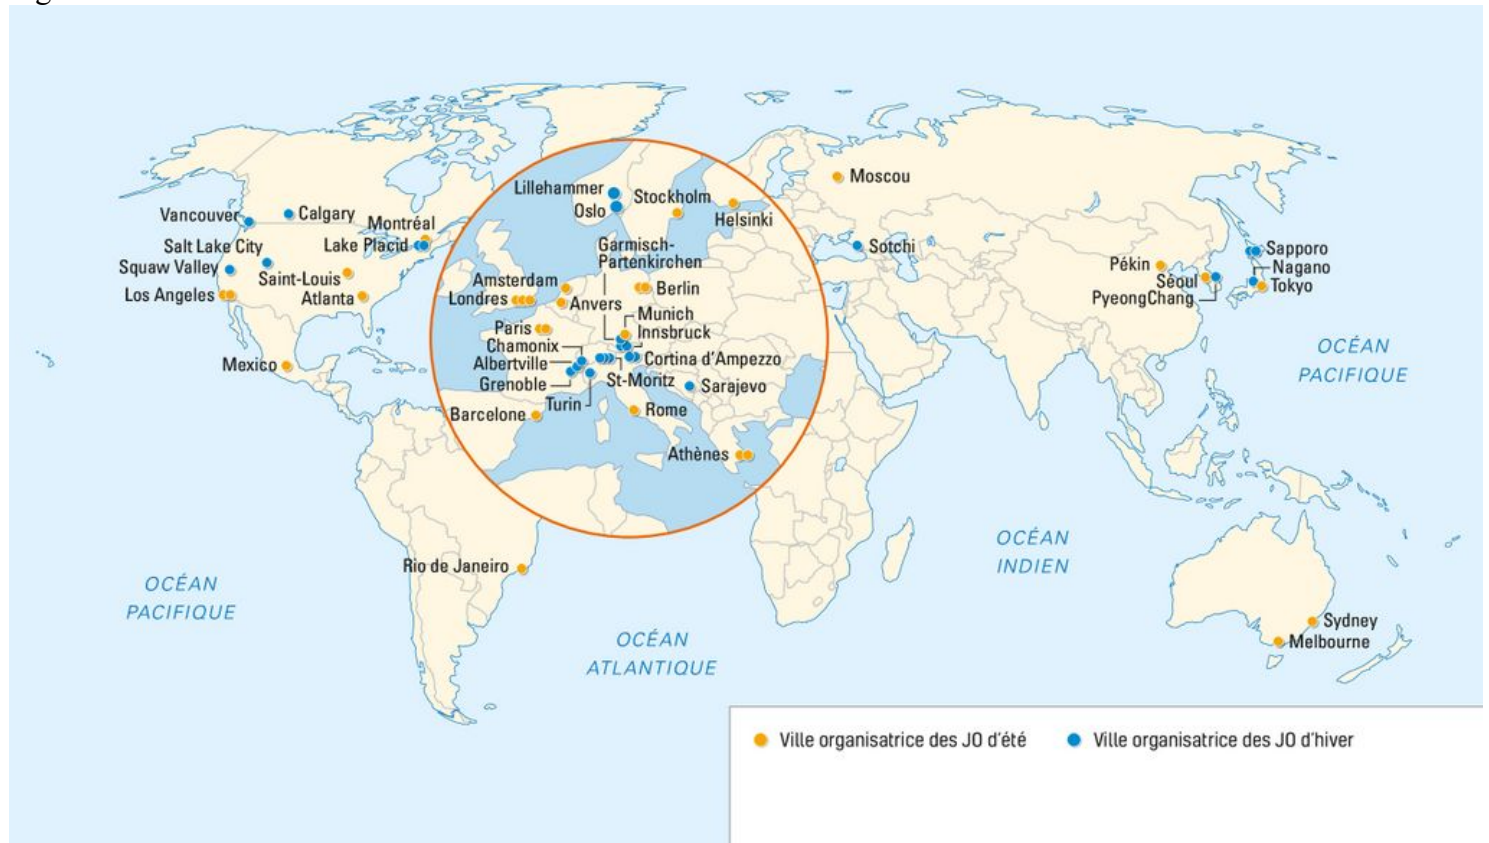 Lillehammer
Stockholm
Oslo
Helsinki
Moscou
Vancouver
Calgary
Montréal
Lake Placid
Salt Lake City
Squaw Valley
Saint-Louis
Los Angeles
Atlanta
Mexico
Garmisch-
Partenkirchen
Amsterdam
Londres
Anvers
Berlin
Paris
Munich
Innsbruck
Chamonix
Albertville
Grenoble
Cortina d'Ampezzo
St-Moritz
Turin
Sarajevo
Barcelone
Rome
Athènes
Sotchi
Pékin
Séoul
PyeongChang
Sapporo
Nagano
Tokyo
OCÉAN
PACIFIQUE
Rio de Janeiro
OCÉAN
INDIEN
OCÉAN
PACIFIQUE
OCÉAN
ATLANTIQUE
Sydney
Melbourne
Ville organisatrice des JO d'été
Ville organisatrice des JO d'hiver